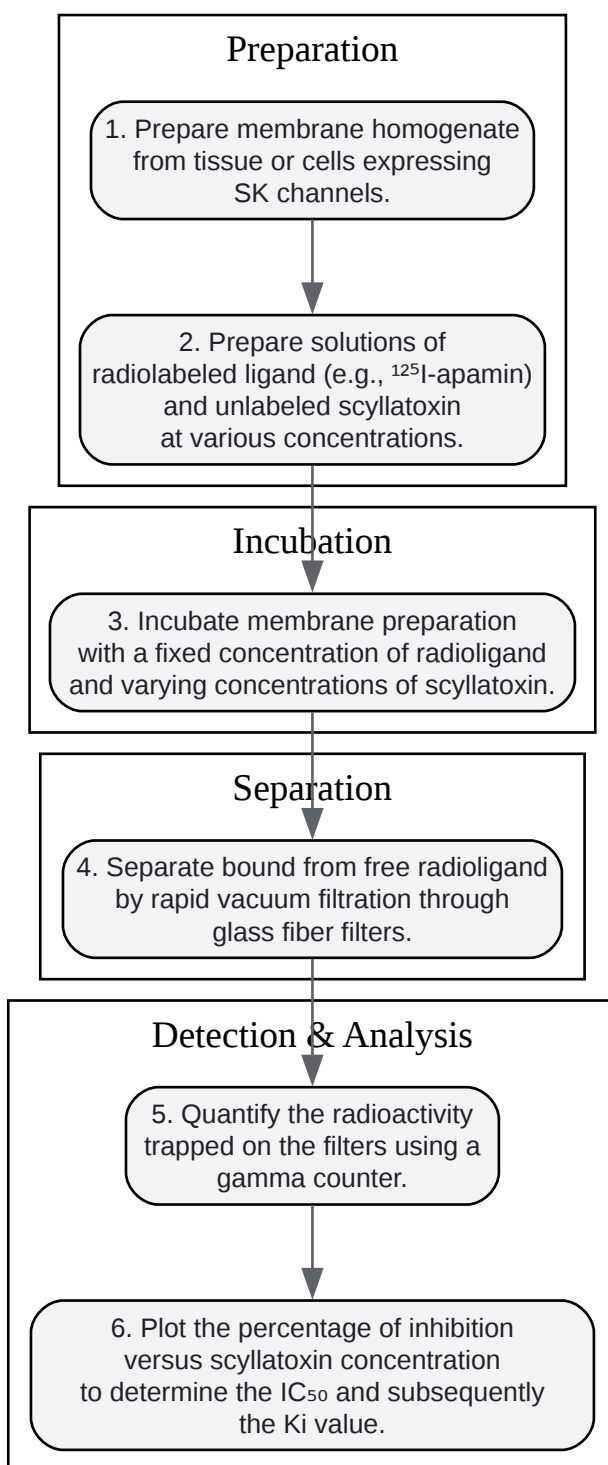 Preparation
1. Prepare membrane homogenate
from tissue or cells expressing
SK channels.
2. Prepare solutions of
radiolabeled ligand (e.g., ¹²⁵I-apamin)
and unlabeled scyllatoxin
at various concentrations.
Incubation
3. Incubate membrane preparation
with a fixed concentration of radioligand
and varying concentrations of scyllatoxin.
Separation
4. Separate bound from free radioligand
by rapid vacuum filtration through
glass fiber filters.
Detection & Analysis
5. Quantify the radioactivity
trapped on the filters using a
gamma counter.
6. Plot the percentage of inhibition
versus scyllatoxin concentration
to determine the IC₅₀ and subsequently
the Ki value.